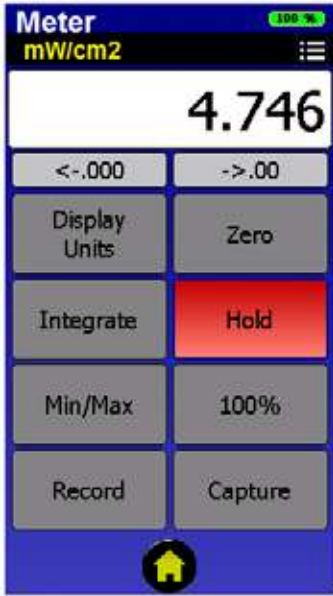 Meter
100 %
mW/cm2
4.746
<-.000
->.00
Display
Units
Zero
Integrate
Hold
Min/Max
100%
Record
Capture